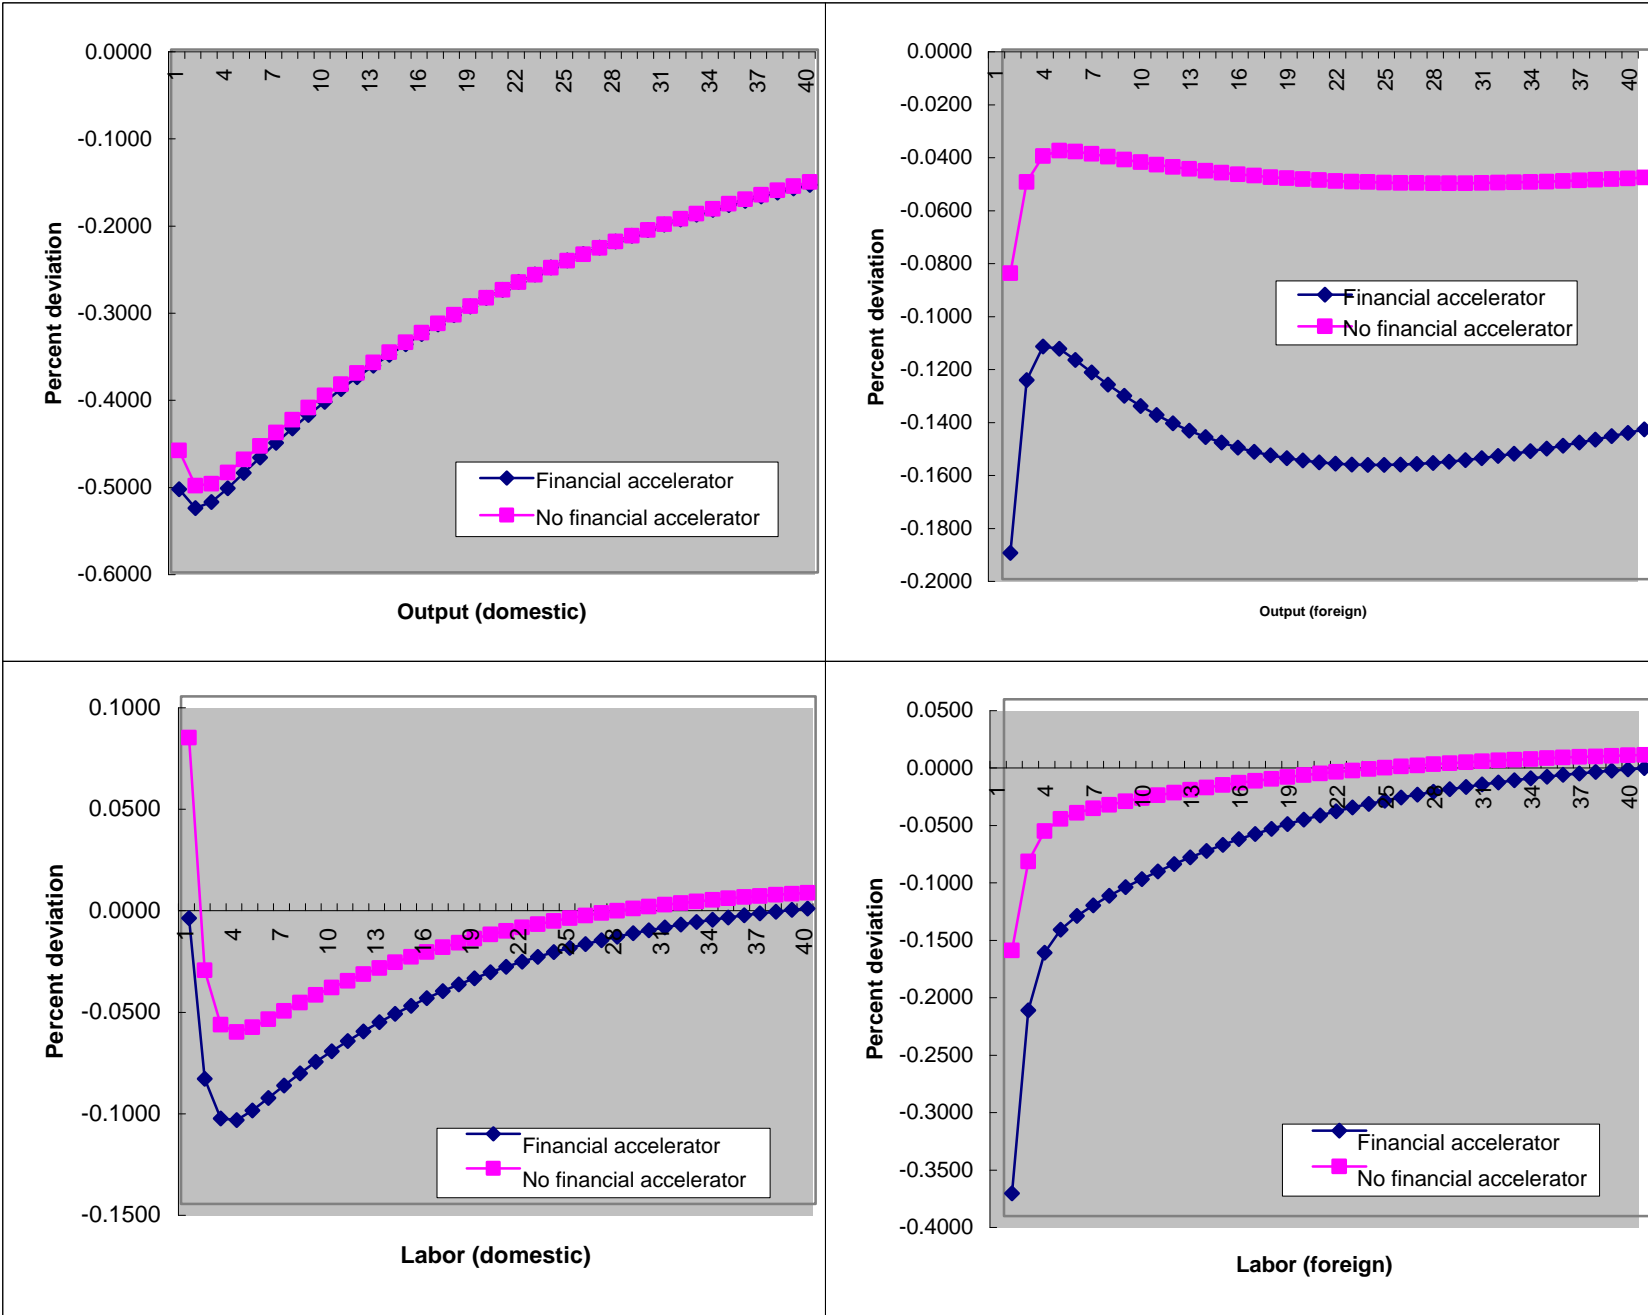 0.0000
-0.1000
-0.2000
-0.3000
-0.4000
-0.5000
-0.6000
1 4 7 10 13 16 19 22 25 28 31 34 37 40
Percent deviation
Financial accelerator
No financial accelerator
Output (domestic)
0.0000
-0.0200
-0.0400
-0.0600
-0.0800
-0.1000
-0.1200
-0.1400
-0.1600
-0.1800
-0.2000
1 4 7 10 13 16 19 22 25 28 31 34 37 40
Percent deviation
Financial accelerator
No financial accelerator
Output (foreign)
0.1000
0.0500
0.0000
-0.0500
-0.1000
-0.1500
1 4 7 10 13 16 19 22 25 28 31 34 37 40
Percent deviation
Financial accelerator
No financial accelerator
Labor (domestic)
0.0500
0.0000
-0.0500
-0.1000
-0.1500
-0.2000
-0.2500
-0.3000
-0.3500
-0.4000
1 4 7 10 13 16 19 22 25 28 31 34 37 40
Percent deviation
Financial accelerator
No financial accelerator
Labor (foreign)